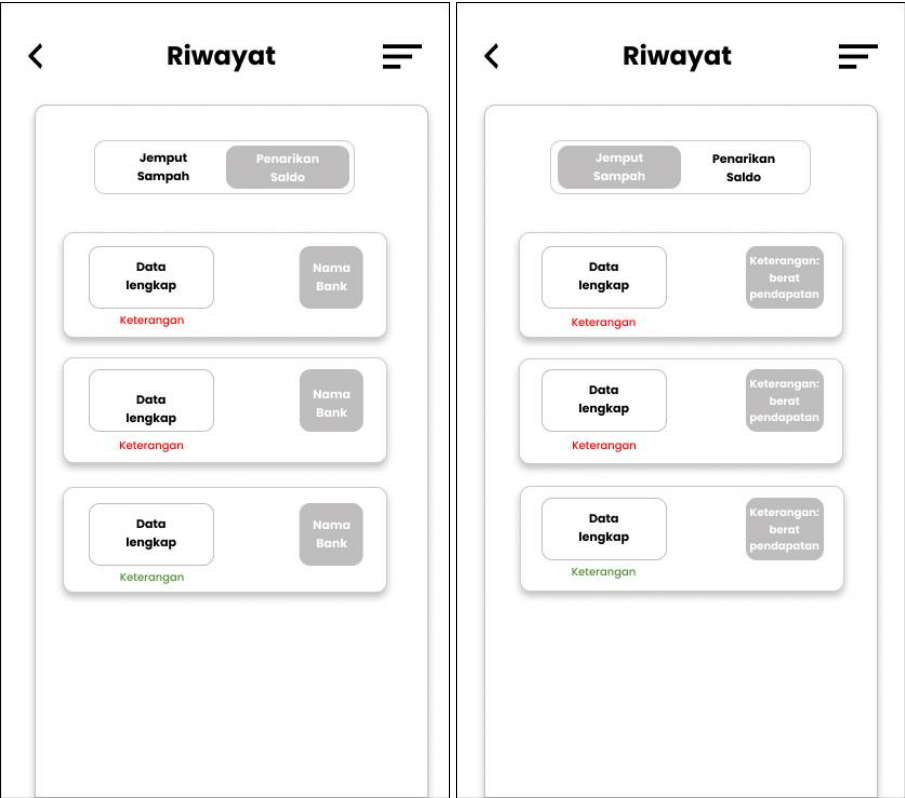 Riwayat
Jemput
Sampah
Penarikan
Saldo
Data
lengkap
Nama
Bank
Keterangan
Data
lengkap
Nama
Bank
Keterangan
Data
lengkap
Nama
Bank
Keterangan
Riwayat
Jemput
Sampah
Penarikan
Saldo
Data
lengkap
Keterangan:
berat
pendapatan
Keterangan
Data
lengkap
Keterangan:
berat
pendapatan
Keterangan
Data
lengkap
Keterangan:
berat
pendapatan
Keterangan